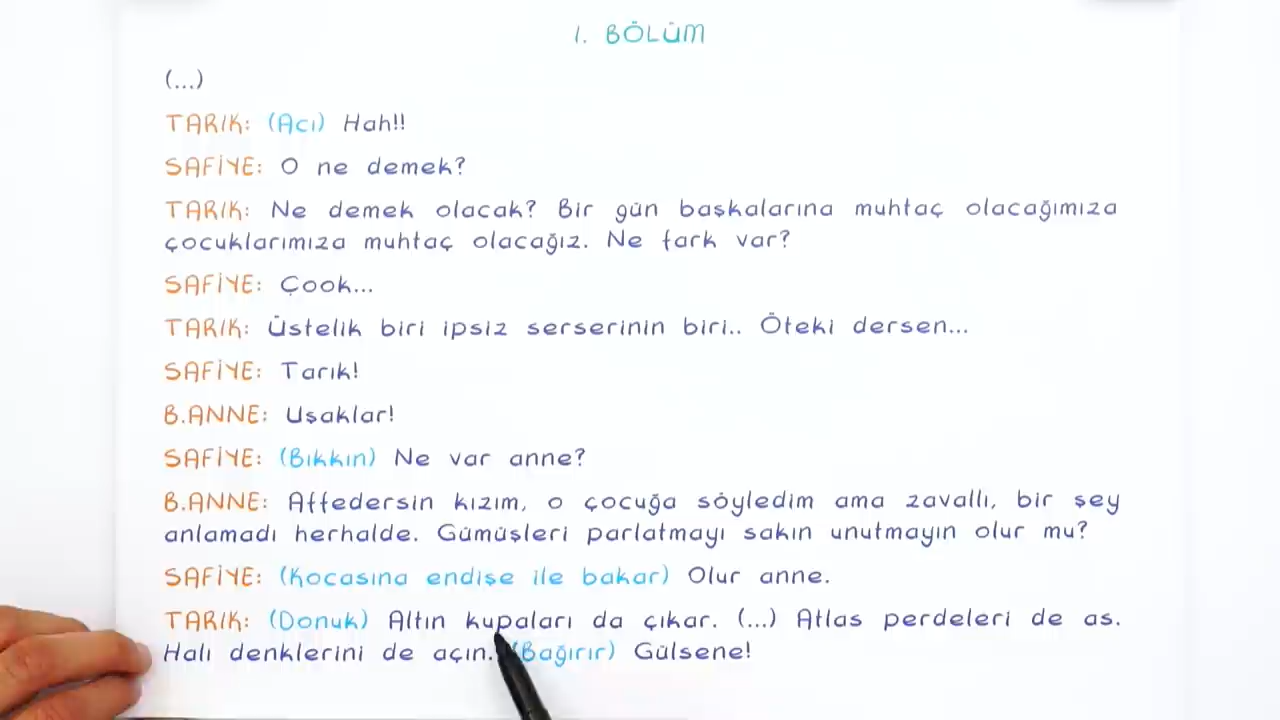 1. BÖLÜM
(...)
TARIK: (Acı) Hah!!
SAFİYE: O ne demek?
TARIK: Ne demek olacak? Bir gün başkalarına muhtaç olacağımıza
çocuklarımıza muhtaç olacağız. Ne fark var?
SAFİYE: Çook...
TARIK: Üstelik biri ipsiz serserinin biri.. Öteki dersen...
SAFİYE: Tarık!
B.ANNE: Uşaklar!
SAFİYE: (Bıkkın) Ne var anne?
B.ANNE: Affedersin kızım, o çocuğa söyledim ama zavallı, bir şey
anlamadı herhalde. Gümüşleri parlatmayı sakın unutmayın olur mu?
SAFİYE: (Kocasına endişe ile bakar) Olur anne.
TARIK: (Donuk) Altın kupaları da çıkar. (...) Atlas perdeleri de as.
Halı denklerini de açın. (Bağırır) Gülsene!